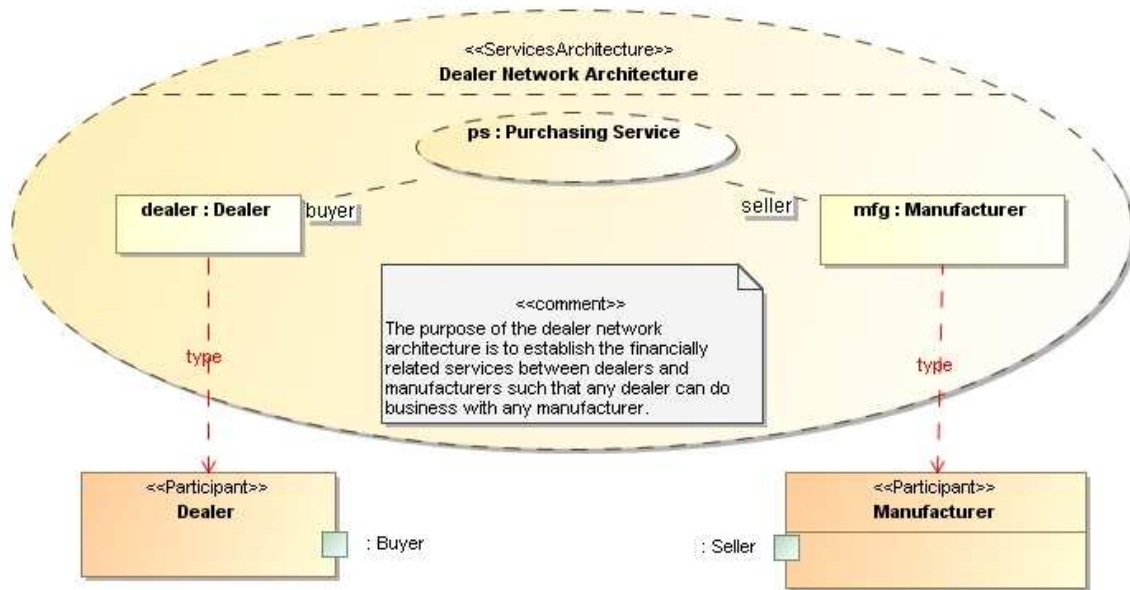 <<ServicesArchitecture>>
Dealer Network Architecture
ps : Purchasing Service
dealer : Dealer
buyer
seller
mfg : Manufacturer
<<comment>>
The purpose of the dealer network
architecture is to establish the financially
related services between dealers and
manufacturers such that any dealer can do
business with any manufacturer.
type
type
<<Participant>>
Dealer
: Buyer
<<Participant>>
Manufacturer
: Seller